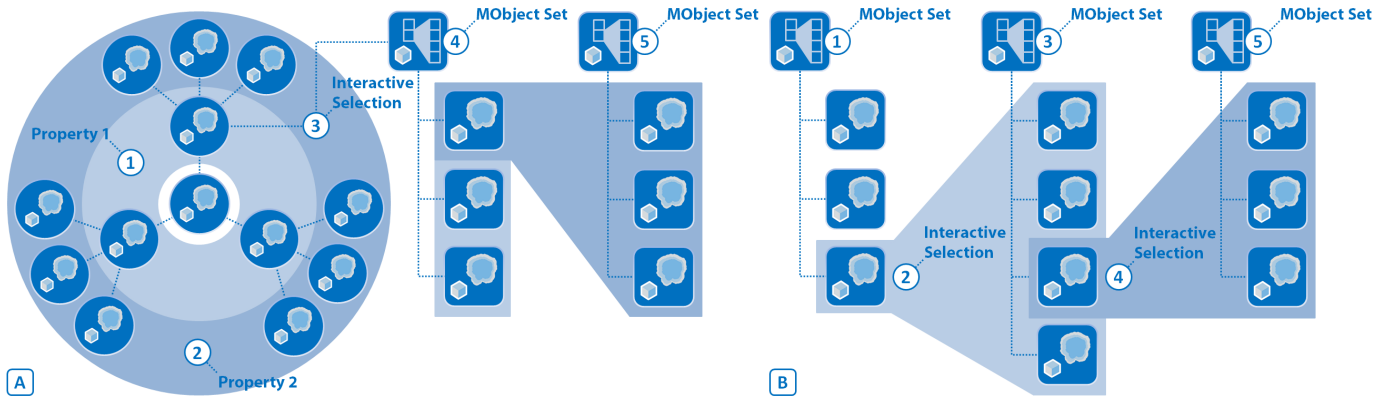 MObject Set
4
MObject Set
5
Interactive
Selection
3
Property 1
1
2
Property 2
A
MObject Set
1
MObject Set
3
MObject Set
5
Interactive
Selection
2
Interactive
Selection
4
B